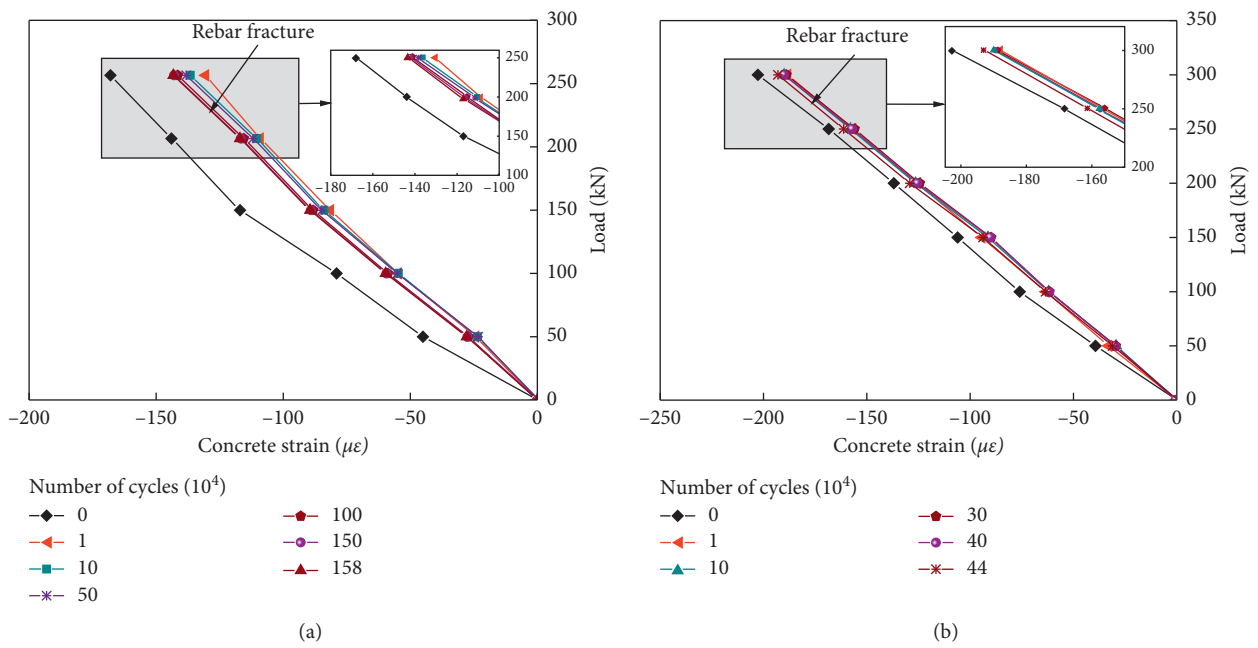 Rebar fracture
250
200
150
100
−180 −160 −140 −120 −100
300
250
200
150
100
50
0
Load (kN)
−200 −150 −100 −50 0
Concrete strain (με)
Number of cycles (10⁴)
0
1
10
50
100
150
158
(a)
Rebar fracture
300
250
200
−200 −180 −160
350
300
250
200
150
100
50
0
Load (kN)
−250 −200 −150 −100 −50 0
Concrete strain (με)
Number of cycles (10⁴)
0
1
10
30
40
44
(b)